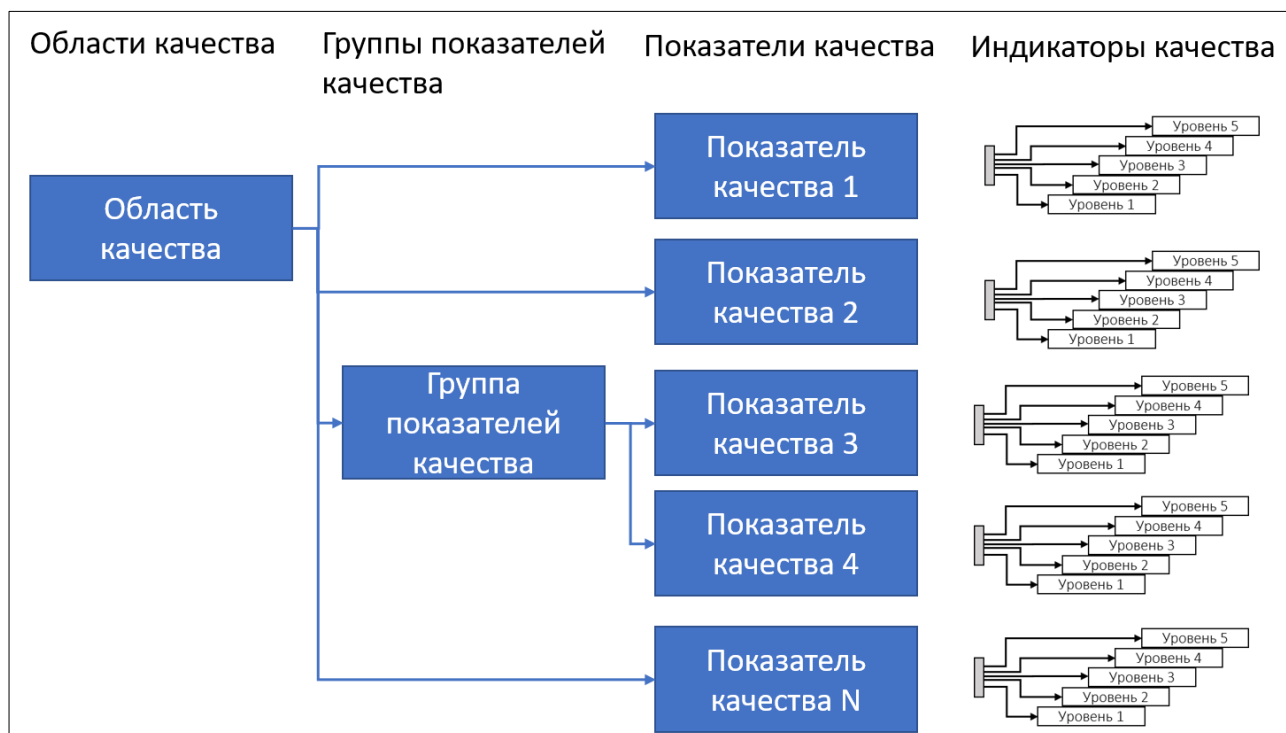 Области качества
Группы показателей
качества
Показатели качества
Индикаторы качества
Область
качества
Показатель
качества 1
Уровень 5
Уровень 4
Уровень 3
Уровень 2
Уровень 1
Показатель
качества 2
Уровень 5
Уровень 4
Уровень 3
Уровень 2
Уровень 1
Группа
показателей
качества
Показатель
качества 3
Уровень 5
Уровень 4
Уровень 3
Уровень 2
Уровень 1
Показатель
качества 4
Уровень 5
Уровень 4
Уровень 3
Уровень 2
Уровень 1
Показатель
качества N
Уровень 5
Уровень 4
Уровень 3
Уровень 2
Уровень 1